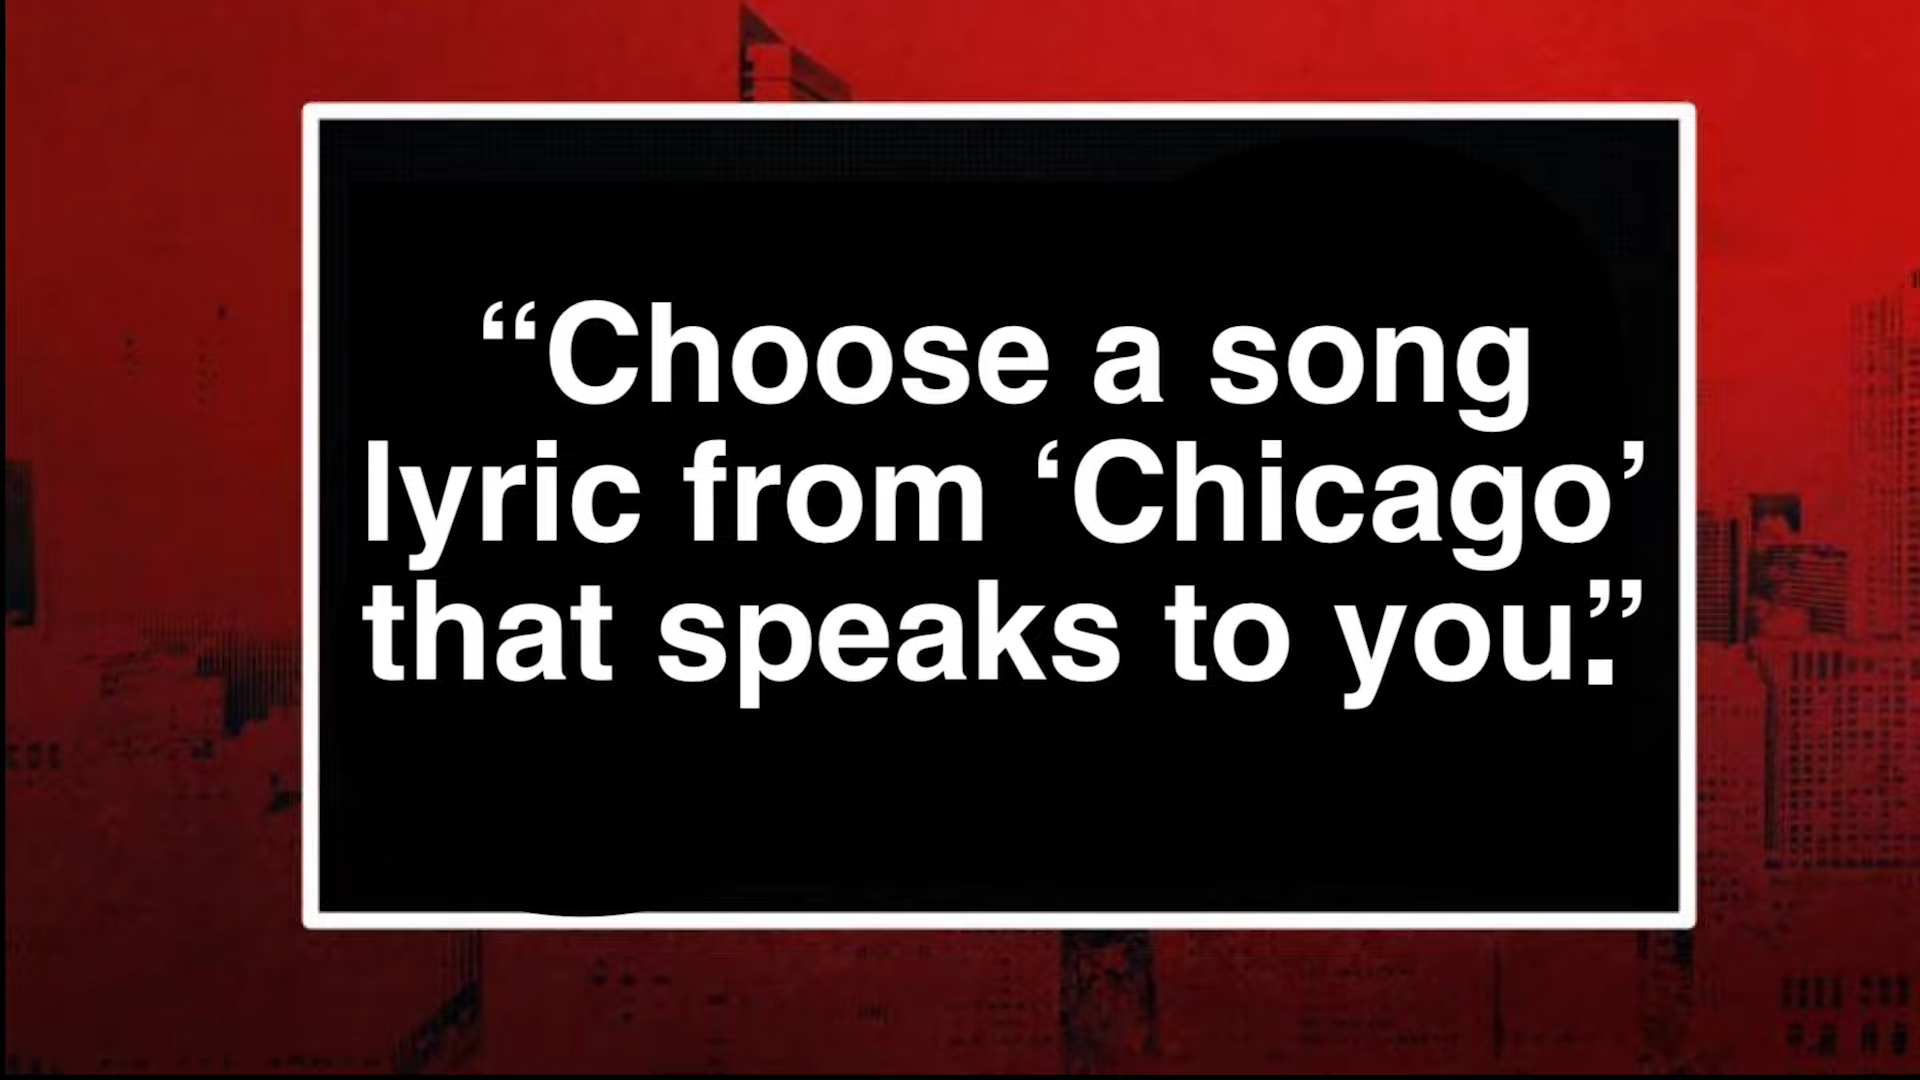 “Choose a song
lyric from ‘Chicago’
that speaks to you.”